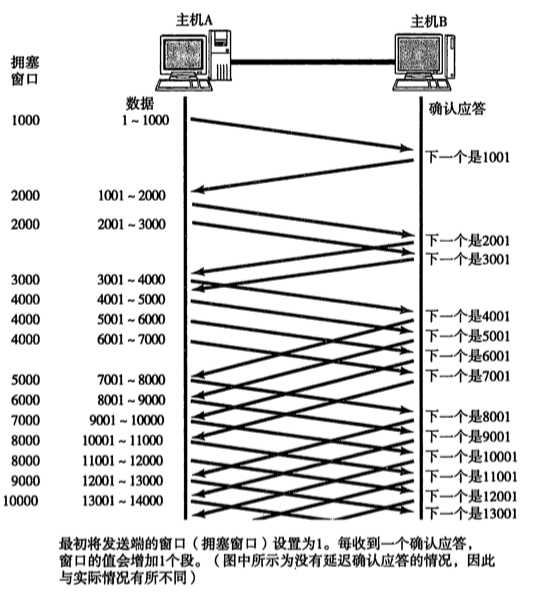 主机A
主机B
拥塞
窗口
数据
确认应答
1000
1～1000
下一个是1001
2000
1001～2000
2000
2001～3000
下一个是2001
下一个是3001
3000
3001～4000
4000
4001～5000
下一个是4001
4000
5001～6000
下一个是5001
4000
6001～7000
下一个是6001
下一个是7001
5000
7001～8000
6000
8001～9000
下一个是8001
7000
9001～10000
下一个是9001
8000
10001～11000
下一个是10001
8000
11001～12000
下一个是11001
9000
12001～13000
下一个是12001
10000
13001～14000
下一个是13001
最初将发送端的窗口（拥塞窗口）设置为1。每收到一个确认应答，
窗口的值会增加1个段。（图中所示为没有延迟确认应答的情况，因此
与实际情况有所不同）